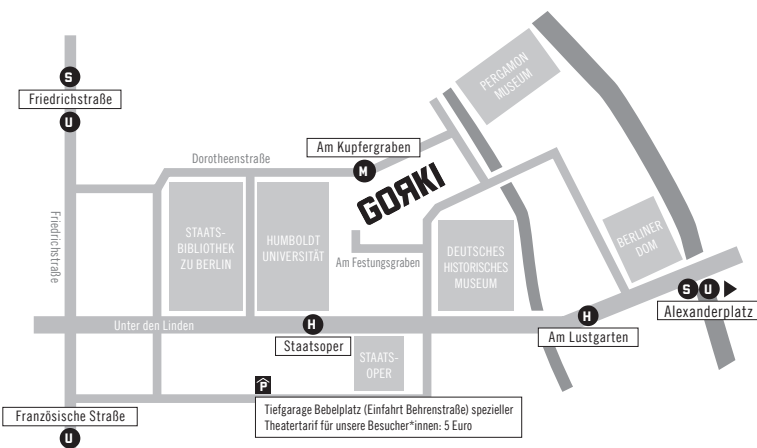 S
Friedrichstraße
U
PERGAMON
MUSEUM
Am Kupfergraben
Dorotheenstraße
M
GORKI
Friedrichstraße
STAATS-
BIBLIOTHEK
ZU BERLIN
HUMBOLDT
UNIVERSITÄT
Am Festungsgraben
DEUTSCHES
HISTORISCHES
MUSEUM
BERLINER
DOM
S U
Alexanderplatz
Unter den Linden
H
Staatsoper
H
Am Lustgarten
STAATS-
OPER
P
Tiefgarage Bebelplatz (Einfahrt Behrenstraße) spezieller
Theatertarif für unsere Besucher*innen: 5 Euro
Französische Straße
U